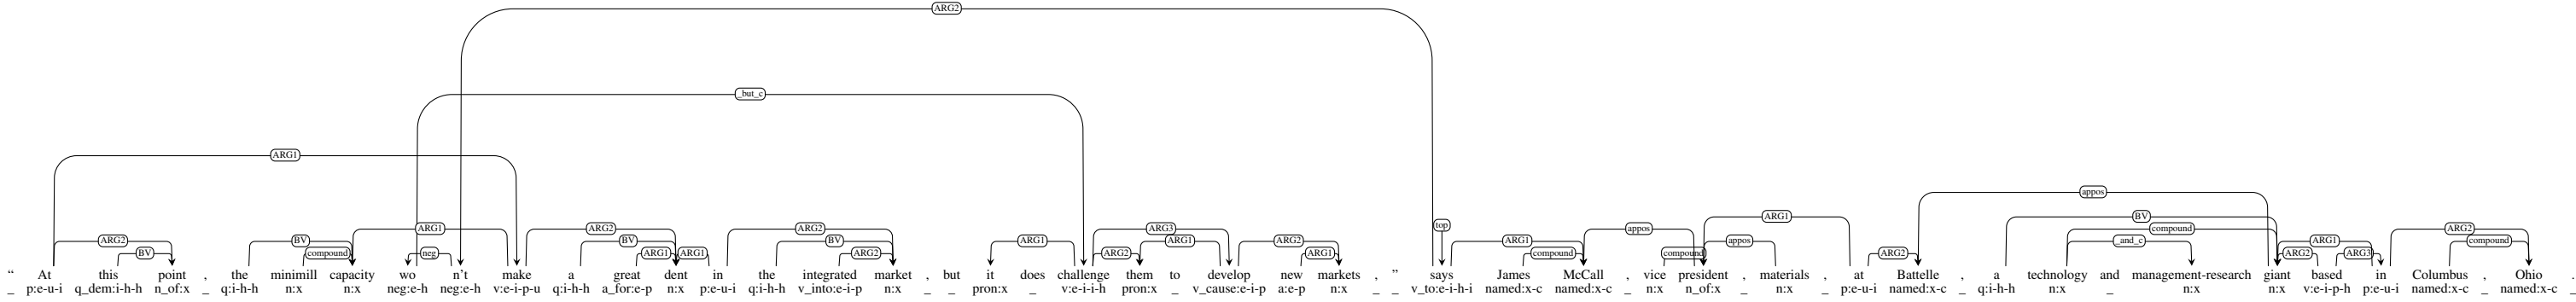 ARG2
_but_c
ARG1
appos
ARG1 ARG2 ARG2 ARG3 top appos ARG1 BV compound ARG2
ARG2 BV BV ARG2 BV ARG1 ARG1 ARG2 ARG1 appos _and_c ARG1 compound
BV compound neg ARG1 ARG1 ARG2 ARG2 compound compound ARG2 ARG2 ARG3
“ At this point , the minimill capacity wo n’t make a great dent in the integrated market , but it does challenge them to develop new markets , ” says James McCall , vice president , materials , at Battelle , a technology and management-research giant based in Columbus , Ohio .
_ p:e-u-i q_dem:i-h-h n_of:x _ q:i-h-h n:x n:x neg:e-h neg:e-h v:e-i-p-u q:i-h-h a_for:e-p n:x p:e-u-i q:i-h-h v_into:e-i-p n:x _ _ pron:x _ v:e-i-i-h pron:x _ v_cause:e-i-p a:e-p n:x _ _ v_to:e-i-h-i named:x-c named:x-c _ n:x n_of:x _ n:x _ p:e-u-i named:x-c _ q:i-h-h n:x _ n:x n:x v:e-i-p-h p:e-u-i named:x-c _ named:x-c _